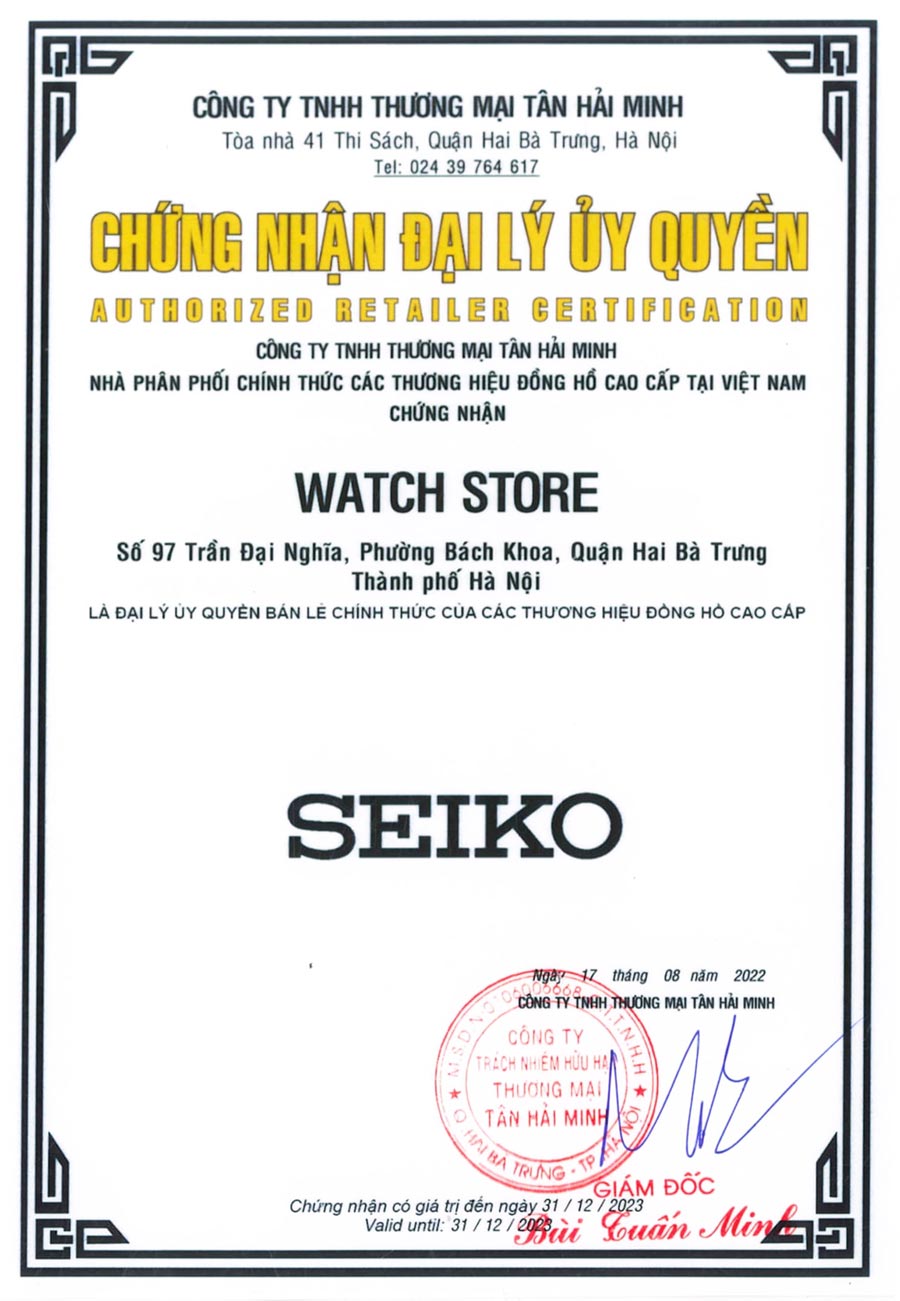 CÔNG TY TNHH THƯƠNG MẠI TÂN HẢI MINH
Tòa nhà 41 Thi Sách, Quận Hai Bà Trưng, Hà Nội
Tel: 024 39 764 617
CHỨNG NHẬN ĐẠI LÝ ỦY QUYỀN
AUTHORIZED RETAILER CERTIFICATION
CÔNG TY TNHH THƯƠNG MẠI TÂN HẢI MINH
NHÀ PHÂN PHỐI CHÍNH THỨC CÁC THƯƠNG HIỆU ĐỒNG HỒ CAO CẤP TẠI VIỆT NAM
CHỨNG NHẬN
WATCH STORE
Số 97 Trần Đại Nghĩa, Phường Bách Khoa, Quận Hai Bà Trưng
Thành phố Hà Nội
LÀ ĐẠI LÝ ỦY QUYỀN BÁN LẺ CHÍNH THỨC CỦA CÁC THƯƠNG HIỆU ĐỒNG HỒ CAO CẤP
SEIKO
Ngày 17 tháng 08 năm 2022
CÔNG TY TNHH THƯƠNG MẠI TÂN HẢI MINH
M.S.D.N:0106006668 C.T.T.N.H.H
CÔNG TY
TRÁCH NHIỆM HỮU HẠ
THƯƠNG MẠI
TÂN HẢI MINH
Q. HAI BÀ TRƯNG - TP. HÀ NỘI
GIÁM ĐỐC
Chứng nhận có giá trị đến ngày 31 / 12 / 2023
Valid until: 31 / 12 / 2023
Bùi Tuấn Minh